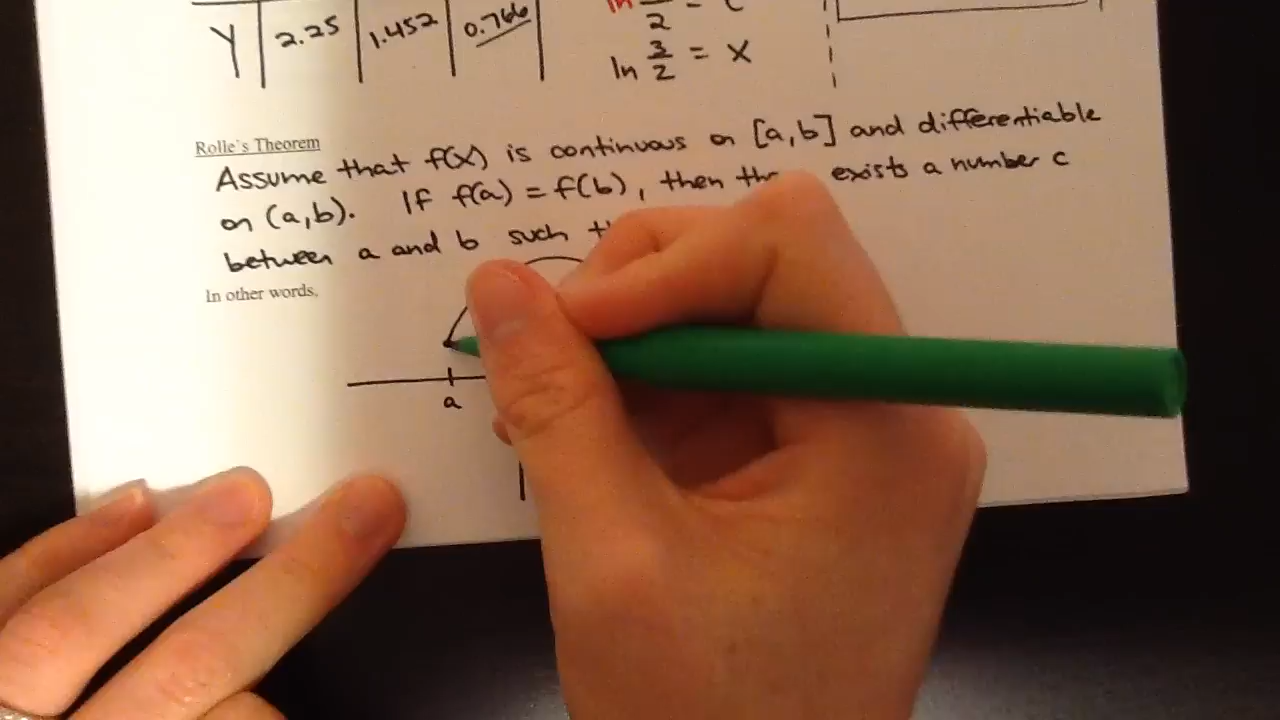 Y 2.25 1.452 0.766
ln 3/2 = x
Rolle's Theorem
Assume that f(x) is continuous on [a,b] and differentiable
on (a,b). If f(a) = f(b), then exists a number c
between a and b such
In other words,
a